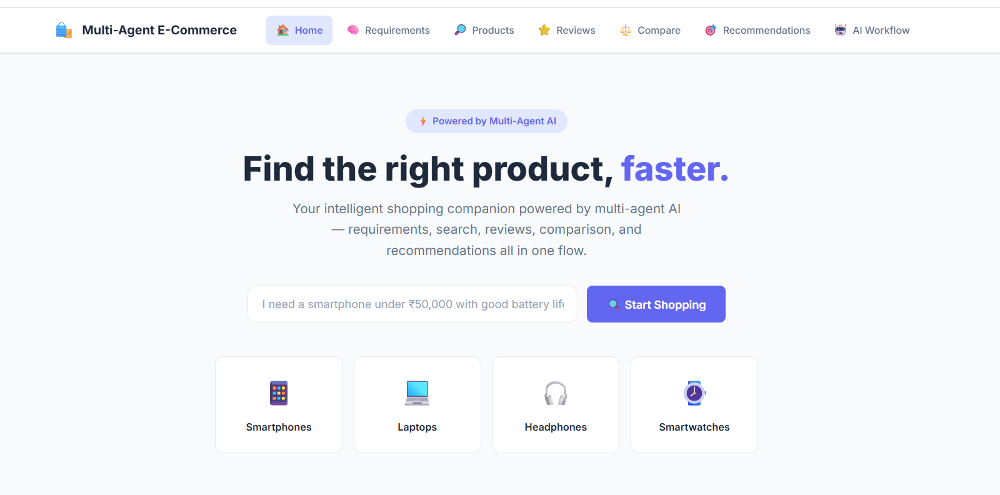 Multi-Agent E-Commerce
Home
Requirements
Products
Reviews
Compare
Recommendations
AI Workflow
Powered by Multi-Agent AI
Find the right product, faster.
Your intelligent shopping companion powered by multi-agent AI
— requirements, search, reviews, comparison, and
recommendations all in one flow.
I need a smartphone under ₹50,000 with good battery
Start Shopping
Smartphones
Laptops
Headphones
Smartwatches